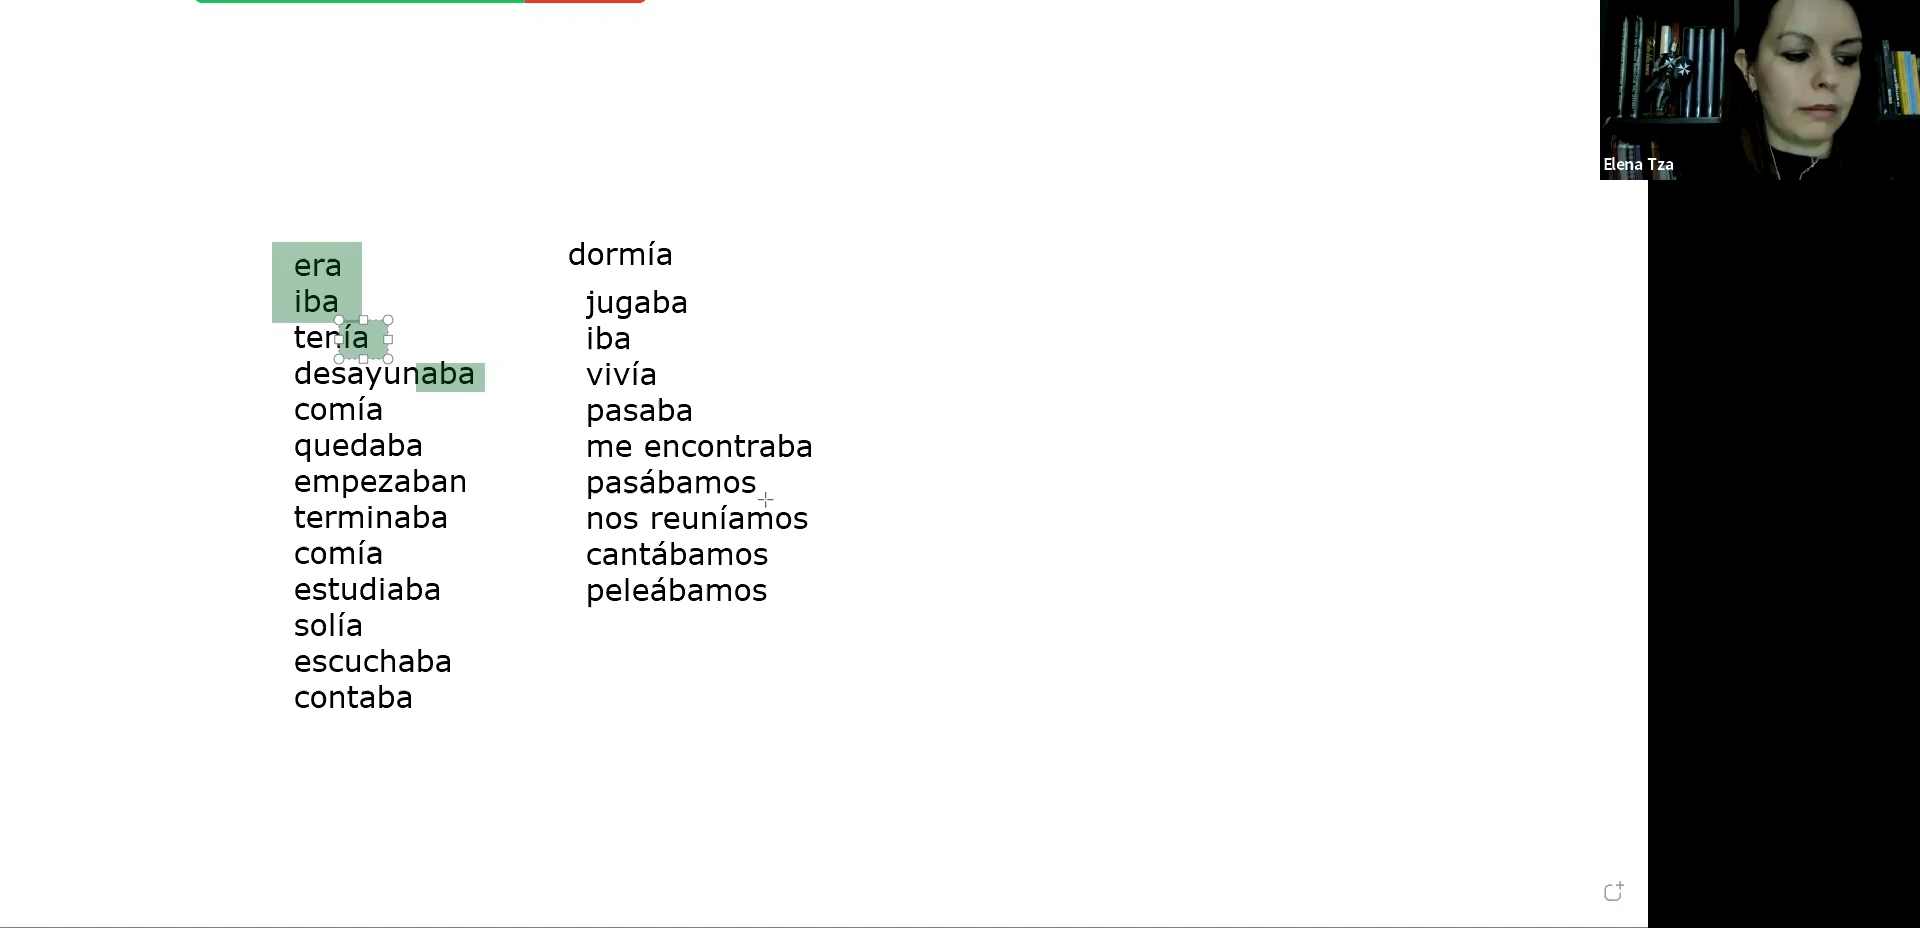 era
iba
tenía
desayunaba
comía
quedaba
empezaban
terminaba
comía
estudiaba
solía
escuchaba
contaba
dormía
jugaba
iba
vivía
pasaba
me encontraba
pasábamos
nos reuníamos
cantábamos
peleábamos
Elena Tza